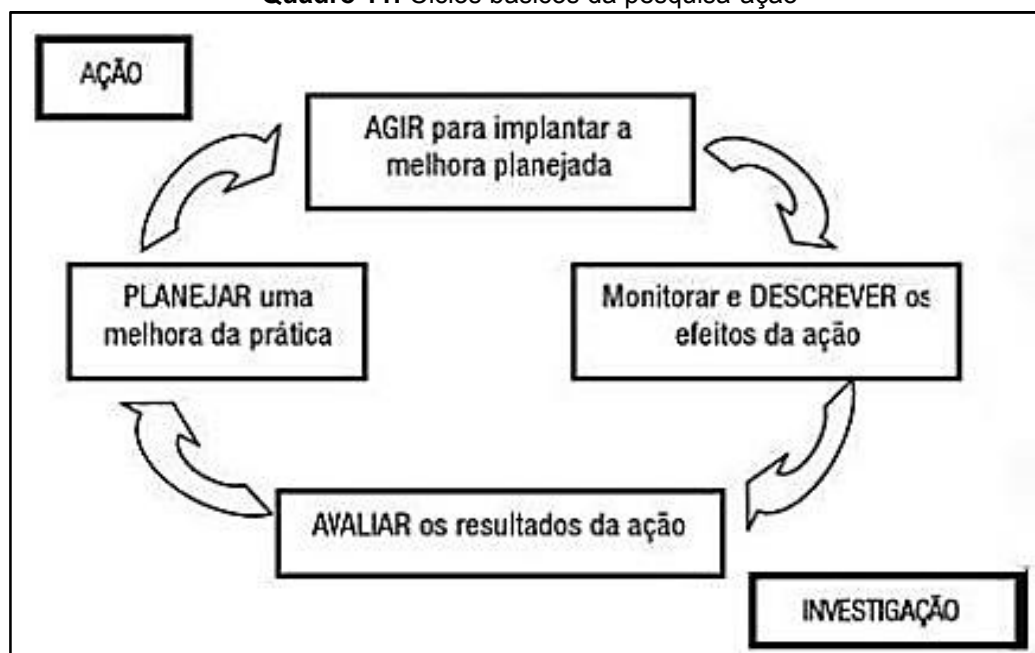 Quadro Ciclos básicos da pesquisa-ação
AÇÃO
AGIR para implantar a
melhora planejada
PLANEJAR uma
melhora da prática
Monitorar e DESCREVER os
efeitos da ação
AVALIAR os resultados da ação
INVESTIGAÇÃO